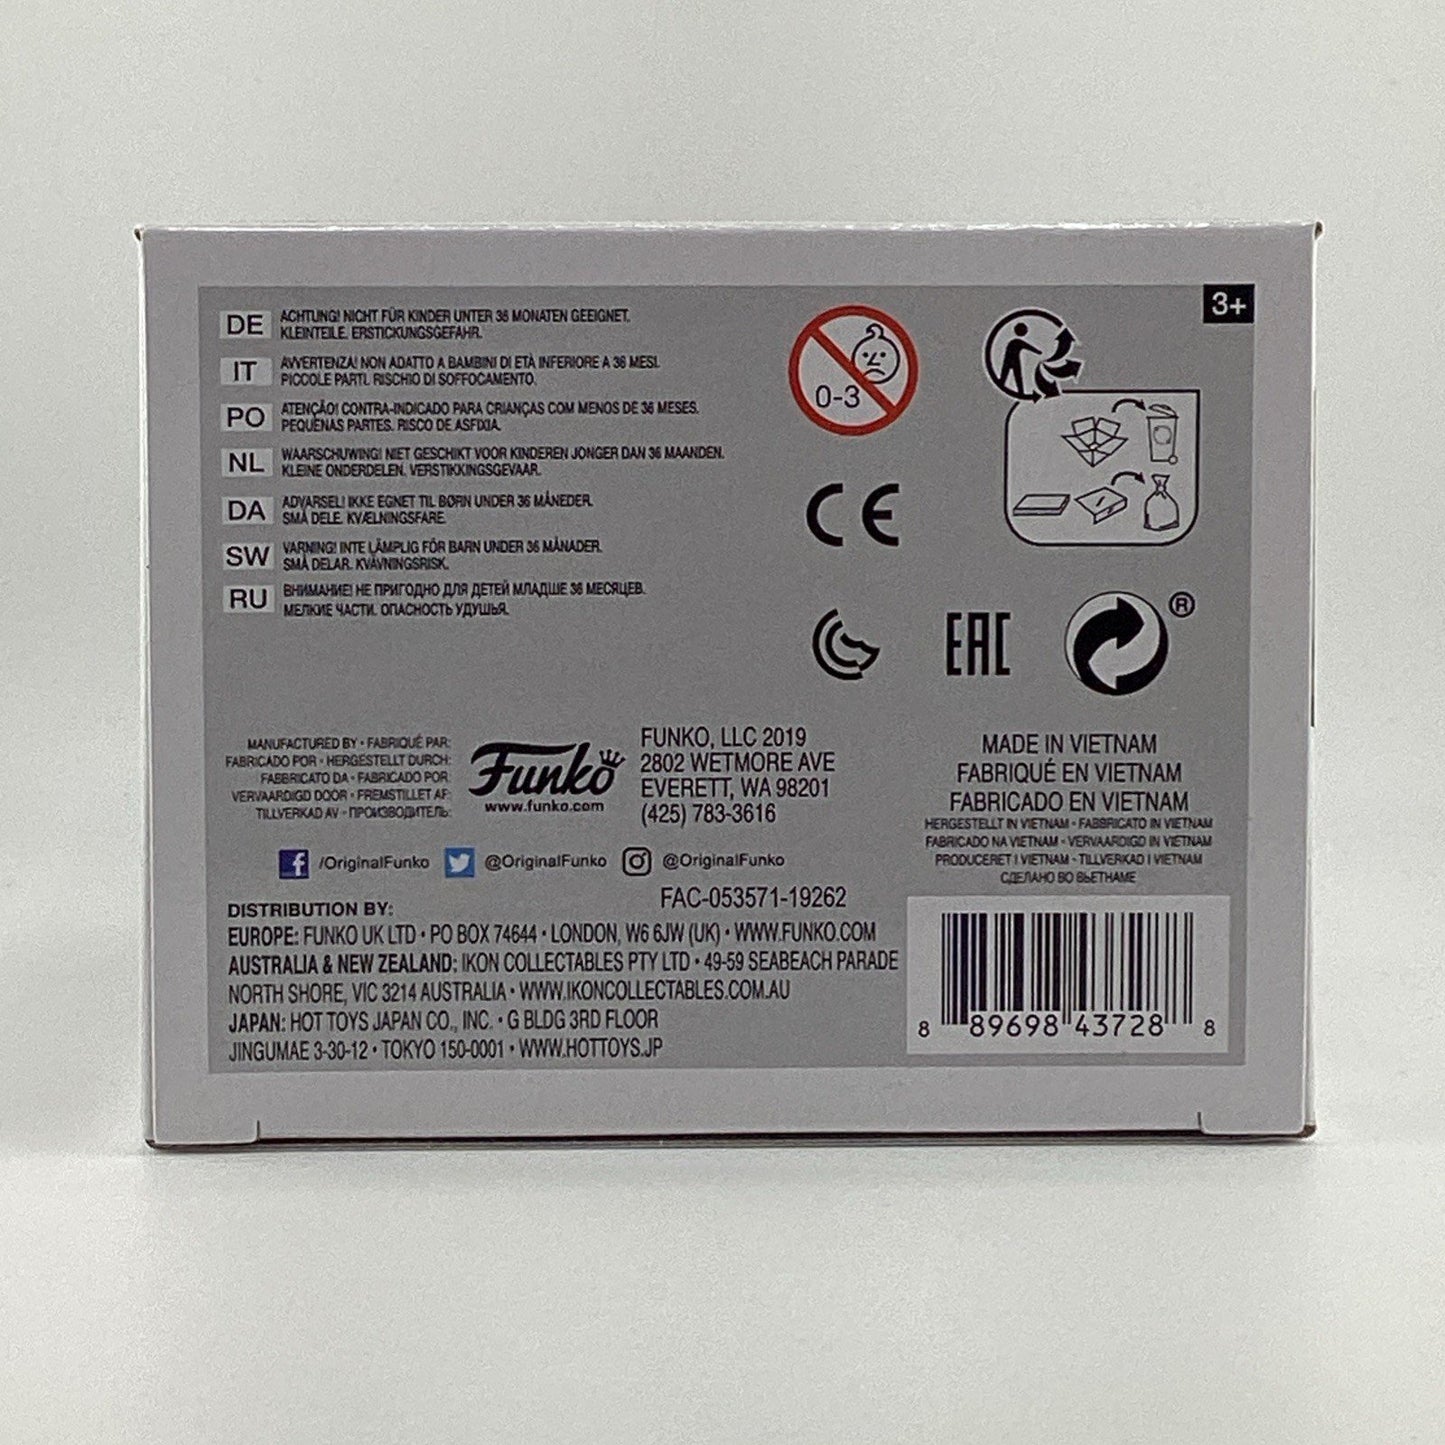 3+
DE ACHTUNG! NICHT FÜR KINDER UNTER 36 MONATEN GEEIGNET.
KLEINTEILE. ERSTICKUNGSGEFAHR.
IT AVVERTENZA! NON ADATTO A BAMBINI DI ETÀ INFERIORE A 36 MESI.
PICCOLE PARTI. RISCHIO DI SOFFOCAMENTO.
PO ATENÇÃO! CONTRA-INDICADO PARA CRIANÇAS COM MENOS DE 36 MESES.
PEQUENAS PARTES. RISCO DE ASFIXIA.
NL WAARSCHUWING! NIET GESCHIKT VOOR KINDEREN JONGER DAN 36 MAANDEN.
KLEINE ONDERDELEN. VERSTIKKINGSGEVAAR.
DA ADVARSEL! IKKE EGNET TIL BØRN UNDER 36 MÅNEDER.
SMÅ DELE. KVÆLNINGSFARE.
SW VARNING! INTE LÄMPLIG FÖR BARN UNDER 36 MÅNADER.
SMÅ DELAR. KVÄVNINGSRISK.
RU ВНИМАНИЕ! НЕ ПРИГОДНО ДЛЯ ДЕТЕЙ МЛАДШЕ 36 МЕСЯЦЕВ.
МЕЛКИЕ ЧАСТИ. ОПАСНОСТЬ УДУШЬЯ.
0-3
CE
EAC
®
MANUFACTURED BY • FABRIQUÉ PAR:
FABRICADO POR • HERGESTELLT DURCH:
FABBRICATO DA • FABRICADO POR:
VERVAARDIGD DOOR • FREMSTILLET AF:
TILLVERKAD AV • ПРОИЗВОДИТЕЛЬ:
Funko
www.funko.com
FUNKO, LLC 2019
2802 WETMORE AVE
EVERETT, WA 98201
(425) 783-3616
MADE IN VIETNAM
FABRIQUÉ EN VIETNAM
FABRICADO EN VIETNAM
HERGESTELLT IN VIETNAM • FABBRICATO IN VIETNAM
FABRICADO NA VIETNAM • VERVAARDIGD IN VIETNAM
PRODUCERET I VIETNAM • TILLVERKAD I VIETNAM
СДЕЛАНО ВО ВЬЕТНАМЕ
/OriginalFunko @OriginalFunko @OriginalFunko
FAC-053571-19262
DISTRIBUTION BY:
EUROPE: FUNKO UK LTD • PO BOX 74644 • LONDON, W6 6JW (UK) • WWW.FUNKO.COM
AUSTRALIA & NEW ZEALAND: IKON COLLECTABLES PTY LTD • 49-59 SEABEACH PARADE
NORTH SHORE, VIC 3214 AUSTRALIA • WWW.IKONCOLLECTABLES.COM.AU
JAPAN: HOT TOYS JAPAN CO., INC. • G BLDG 3RD FLOOR
JINGUMAE 3-30-12 • TOKYO 150-0001 • WWW.HOTTOYS.JP
8 89698 43728 8